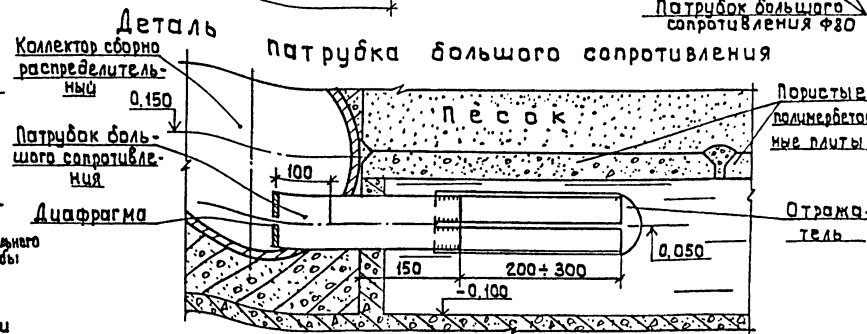 Патрубок большого
сопротивления Ф80
Деталь
патрубка большого сопротивления
Коллектор сборно
распределитель-
ный
0,150
Патрубок боль-
шого сопротивле-
ния
Диафрагма
100
Песок
Пористые
полимербетон
ные плиты
Отража-
тель
0,050
150
200÷300
-0,100